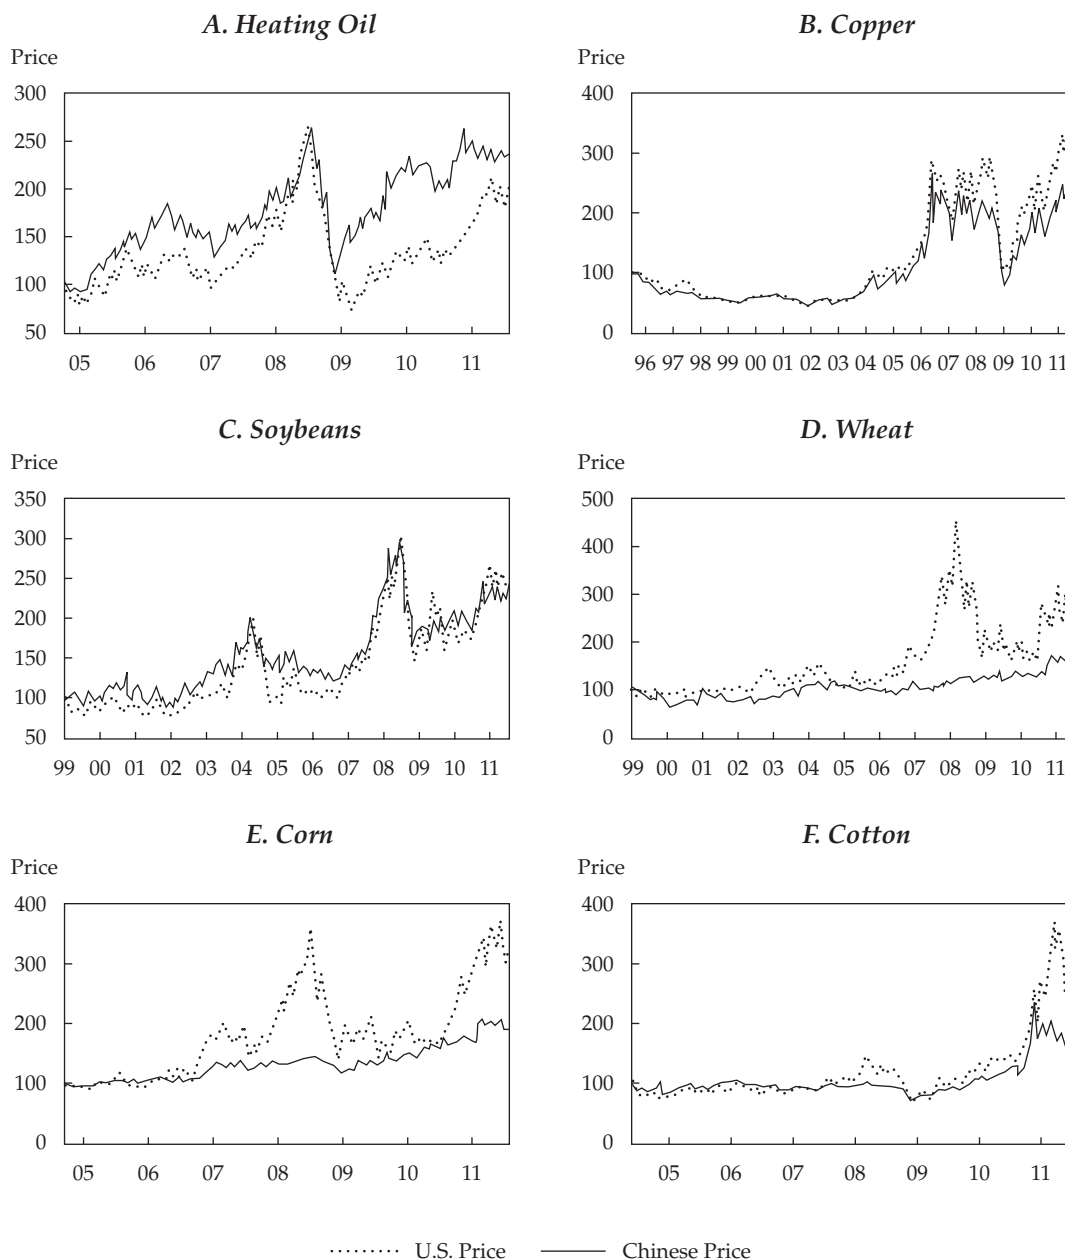 A. Heating Oil
Price
300
250
200
150
100
50
05 06 07 08 09 10 11
B. Copper
Price
400
300
200
100
0
96 97 98 99 00 01 02 03 04 05 06 07 08 09 10 11
C. Soybeans
Price
350
300
250
200
150
100
50
99 00 01 02 03 04 05 06 07 08 09 10 11
D. Wheat
Price
500
400
300
200
100
0
99 00 01 02 03 04 05 06 07 08 09 10 11
E. Corn
Price
400
300
200
100
0
05 06 07 08 09 10 11
F. Cotton
Price
400
300
200
100
0
05 06 07 08 09 10 11
U.S. Price Chinese Price